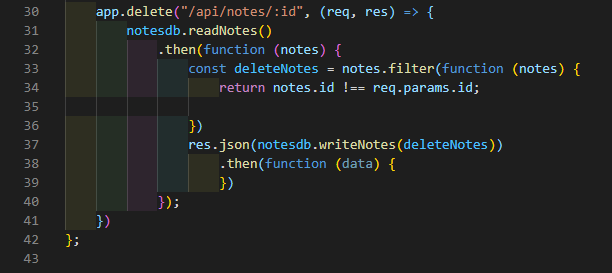 30 app.delete("/api/notes/:id", (req, res) => {
31 notesdb.readNotes()
32 .then(function (notes) {
33 const deleteNotes = notes.filter(function (notes) {
34 return notes.id !== req.params.id;
35
36 })
37 res.json(notesdb.writeNotes(deleteNotes))
38 .then(function (data) {
39 })
40 });
41 })
42 };
43